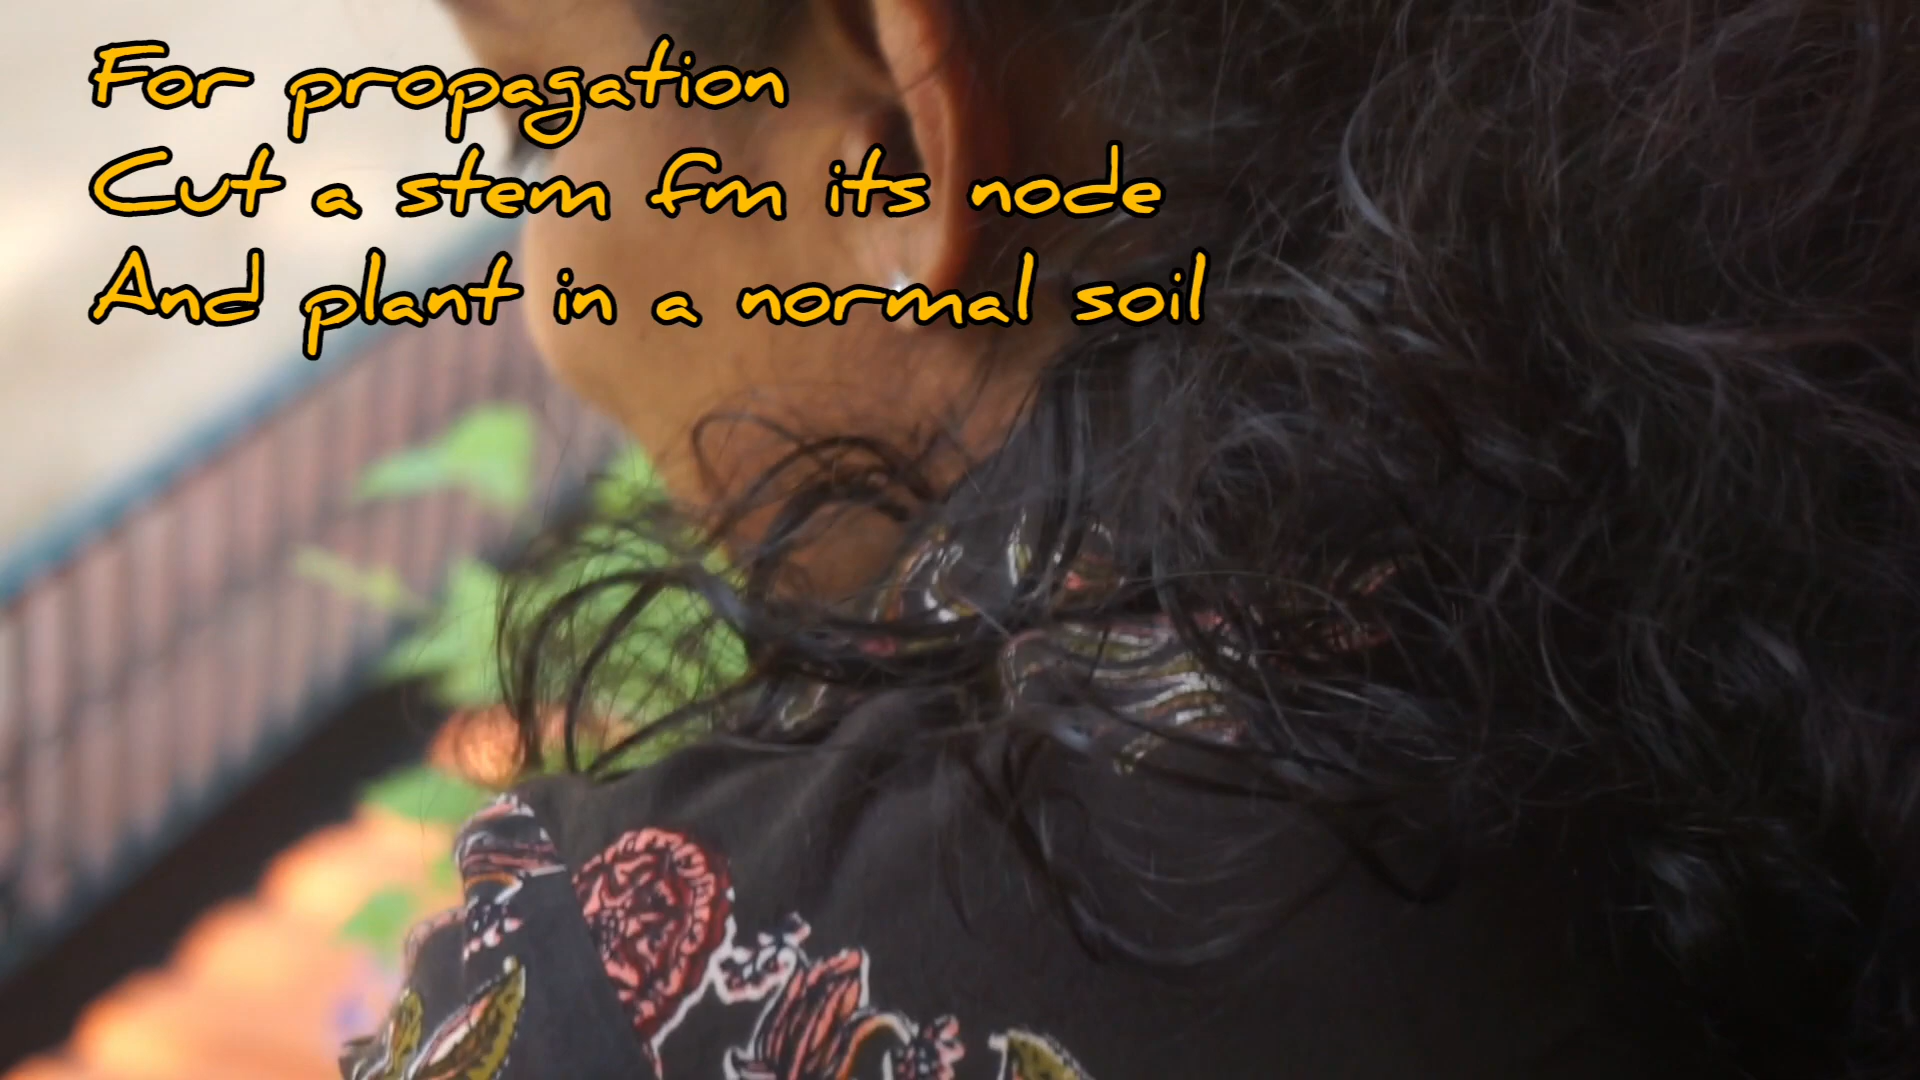 For propagation
Cut a stem fm its node
And plant in a normal soil